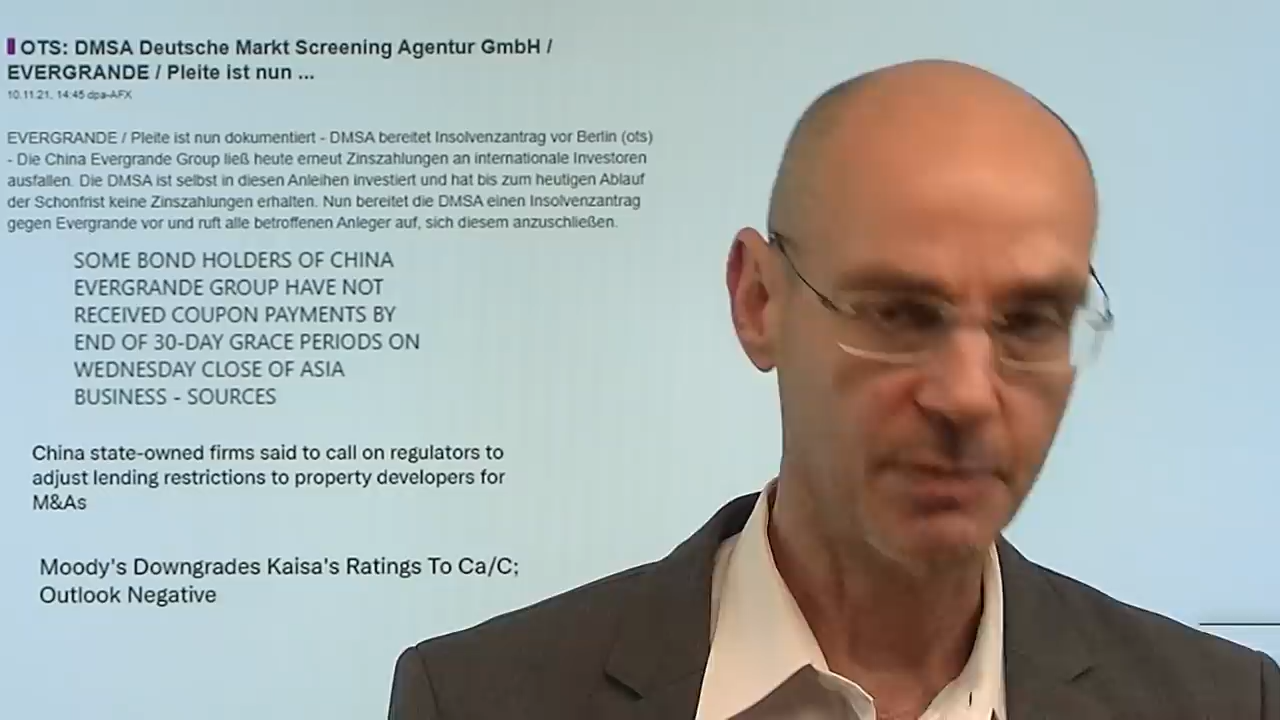 OTS: DMSA Deutsche Markt Screening Agentur GmbH /
EVERGRANDE / Pleite ist nun ...
10.11.21, 14:45 dpa-AFX
EVERGRANDE / Pleite ist nun dokumentiert - DMSA bereitet Insolvenzantrag vor Berlin (ots)
- Die China Evergrande Group ließ heute erneut Zinszahlungen an internationale Investoren
ausfallen. Die DMSA ist selbst in diesen Anleihen investiert und hat bis zum heutigen Ablauf
der Schonfrist keine Zinszahlungen erhalten. Nun bereitet die DMSA einen Insolvenzantrag
gegen Evergrande vor und ruft alle betroffenen Anleger auf, sich diesem anzuschließen.
SOME BOND HOLDERS OF CHINA
EVERGRANDE GROUP HAVE NOT
RECEIVED COUPON PAYMENTS BY
END OF 30-DAY GRACE PERIODS ON
WEDNESDAY CLOSE OF ASIA
BUSINESS - SOURCES
China state-owned firms said to call on regulators to
adjust lending restrictions to property developers for
M&As
Moody's Downgrades Kaisa's Ratings To Ca/C;
Outlook Negative